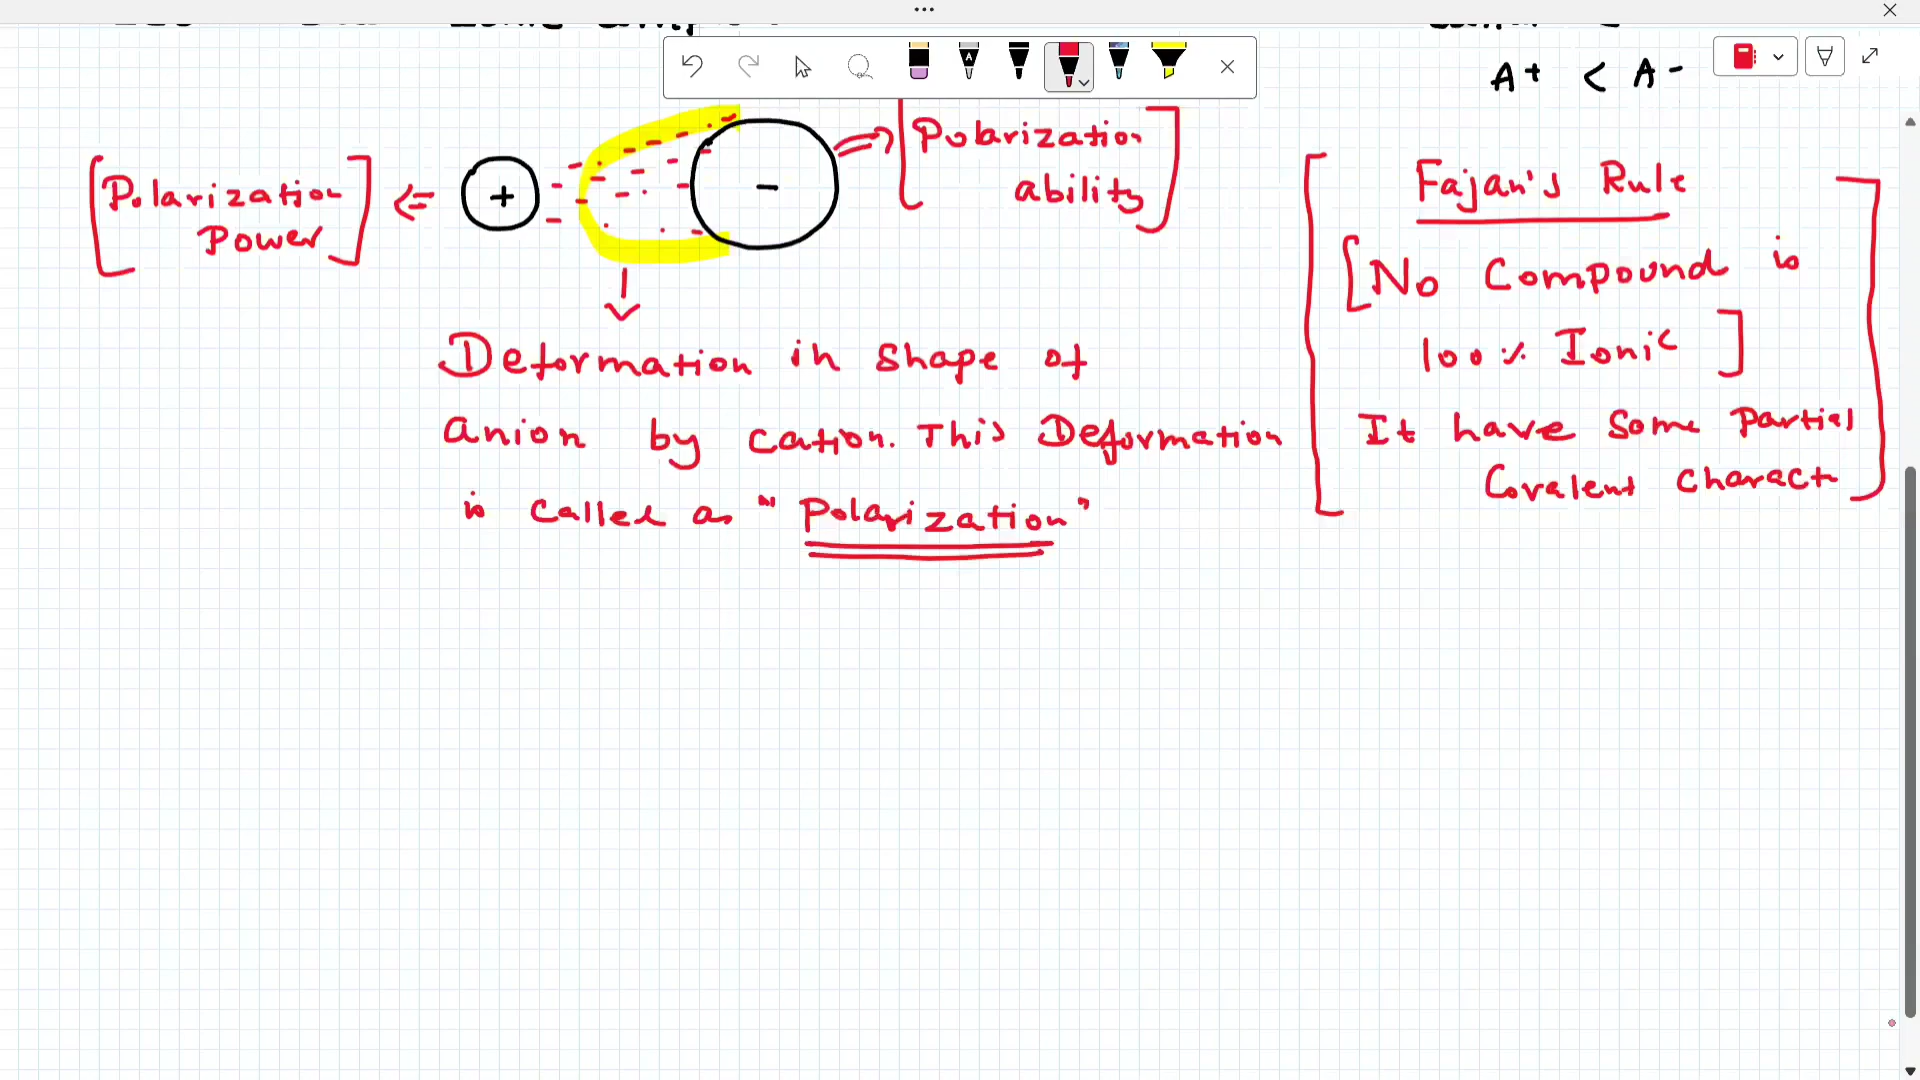 A+ < A-
[Polarization
Power]
+
-
[Polarization
ability]
Deformation in shape of
anion by cation. This Deformation
is called as "Polarization"
Fajan's Rule
[No Compound is
100% Ionic]
It have some Partial
Covalent Charact